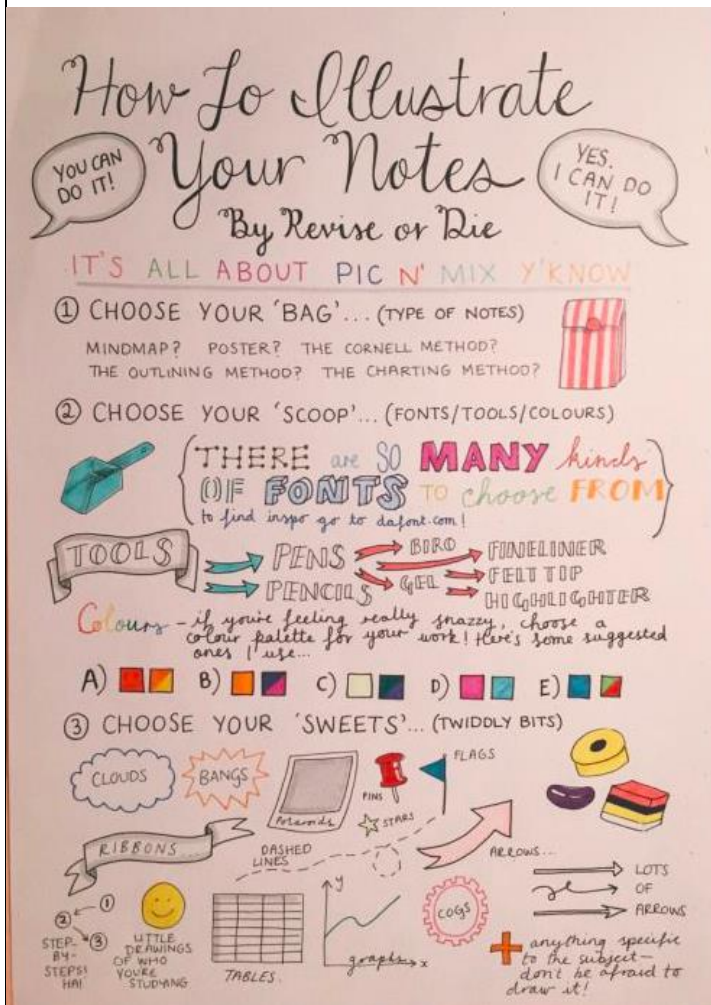 How To Illustrate
Your Notes
YOU CAN
DO IT!
YES.
I CAN DO
IT!
By Revise or Die
IT'S ALL ABOUT PIC N' MIX Y'KNOW
① CHOOSE YOUR 'BAG'... (TYPE OF NOTES)
MINDMAP? POSTER? THE CORNELL METHOD?
THE OUTLINING METHOD? THE CHARTING METHOD?
② CHOOSE YOUR 'SCOOP'... (FONTS/TOOLS/COLOURS)
THERE are SO MANY kinds
OF FONTS TO choose FROM
to find inspo go to dafont.com!
TOOLS
PENS
PENCILS
BIRO
GEL
FINELINER
FELT TIP
HIGHLIGHTER
Colours - if you're feeling really snazzy, choose a
colour palette for your work! Here's some suggested
ones I use...
A) B) C) D) E)
③ CHOOSE YOUR 'SWEETS'... (TWIDDLY BITS)
CLOUDS
BANGS
Polaroids
PINS
FLAGS
STARS
RIBBONS...
DASHED
LINES
ARROWS...
LOTS
OF
ARROWS
①
②
③
STEP-
BY-
STEPS!
HA!
LITTLE
DRAWINGS
OF WHO
YOU'RE
STUDYING
TABLES.
y
graphs
x
COGS
+ anything specific
to the subject—
don't be afraid to
draw it!